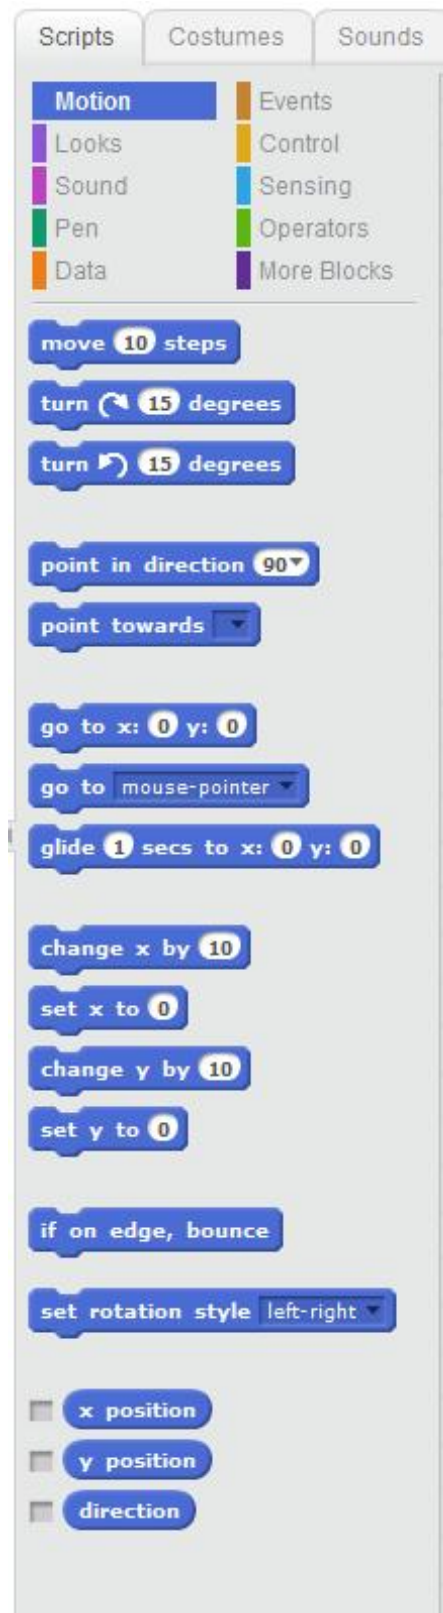 Scripts Costumes Sounds
Motion Events
Looks Control
Sound Sensing
Pen Operators
Data More Blocks
move 10 steps
turn 15 degrees
turn 15 degrees
point in direction 90
point towards
go to x: 0 y: 0
go to mouse-pointer
glide 1 secs to x: 0 y: 0
change x by 10
set x to 0
change y by 10
set y to 0
if on edge, bounce
set rotation style left-right
x position
y position
direction